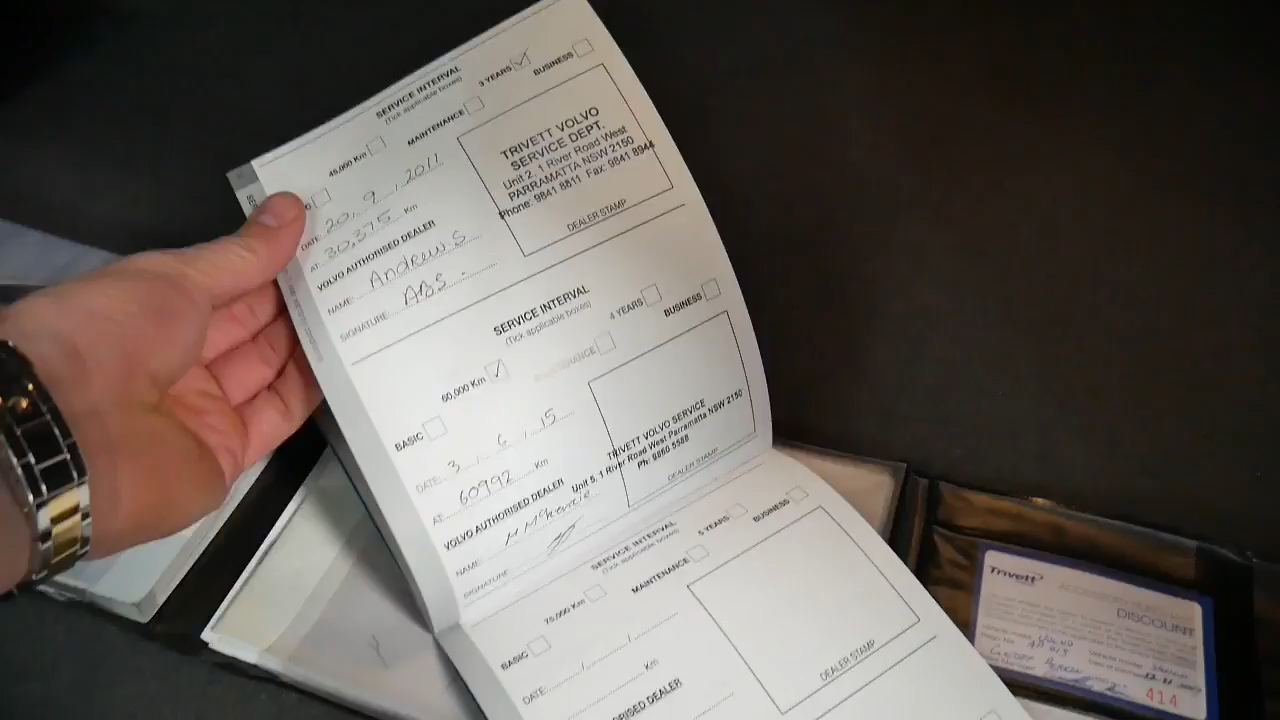 SERVICE INTERVAL
(Tick applicable boxes)
45,000 Km MAINTENANCE 3 YEARS BUSINESS
DATE 20 / 9 / 2011
AT: 30,375 Km
VOLVO AUTHORISED DEALER
NAME: Andrew.S
SIGNATURE: ABS
TRIVETT VOLVO
SERVICE DEPT.
Unit 2, 1 River Road West
PARRAMATTA NSW 2150
Phone: 9841 8811 Fax: 9841 8944
DEALER STAMP
SERVICE INTERVAL
(Tick applicable boxes)
60,000 Km 4 YEARS BUSINESS
BASIC
DATE: 3 / 6 / 15
AT: 60992 Km
VOLVO AUTHORISED DEALER
NAME: M McKenzie
SIGNATURE:
TRIVETT VOLVO SERVICE
Unit 5, 1 River Road West Parramatta NSW 2150
Ph: 9860 5588
DEALER STAMP
SERVICE INTERVAL
(Tick applicable boxes)
75,000 Km MAINTENANCE 5 YEARS BUSINESS
BASIC
DATE: / /
Km
DEALER STAMP
Trivett
DISCOUNT
414